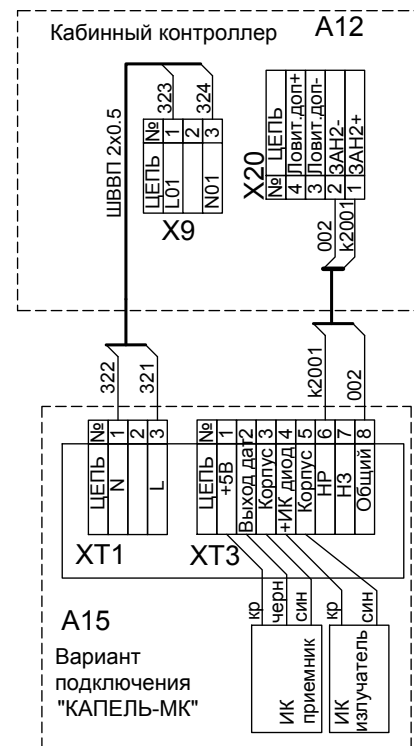 Кабинный контроллер
A12
ШВВП 2x0.5
323
324
ЦЕПЬ №
L01 1
2
N01 3
X9
X20
№ ЦЕПЬ
4 Ловит.доп+
3 Ловит.доп-
2 ЗАН2-
1 ЗАН2+
002
k2001
322
321
k2001
002
ЦЕПЬ №
N 1
2
L 3
XT1
ЦЕПЬ №
+5В 1
Выход дат 2
Корпус 3
+ИК диод 4
Корпус 5
НР 6
НЗ 7
Общий 8
XT3
кр
черн
син
кр
син
A15
Вариант
подключения
"КАПЕЛЬ-МК"
ИК
приемник
ИК
излучатель